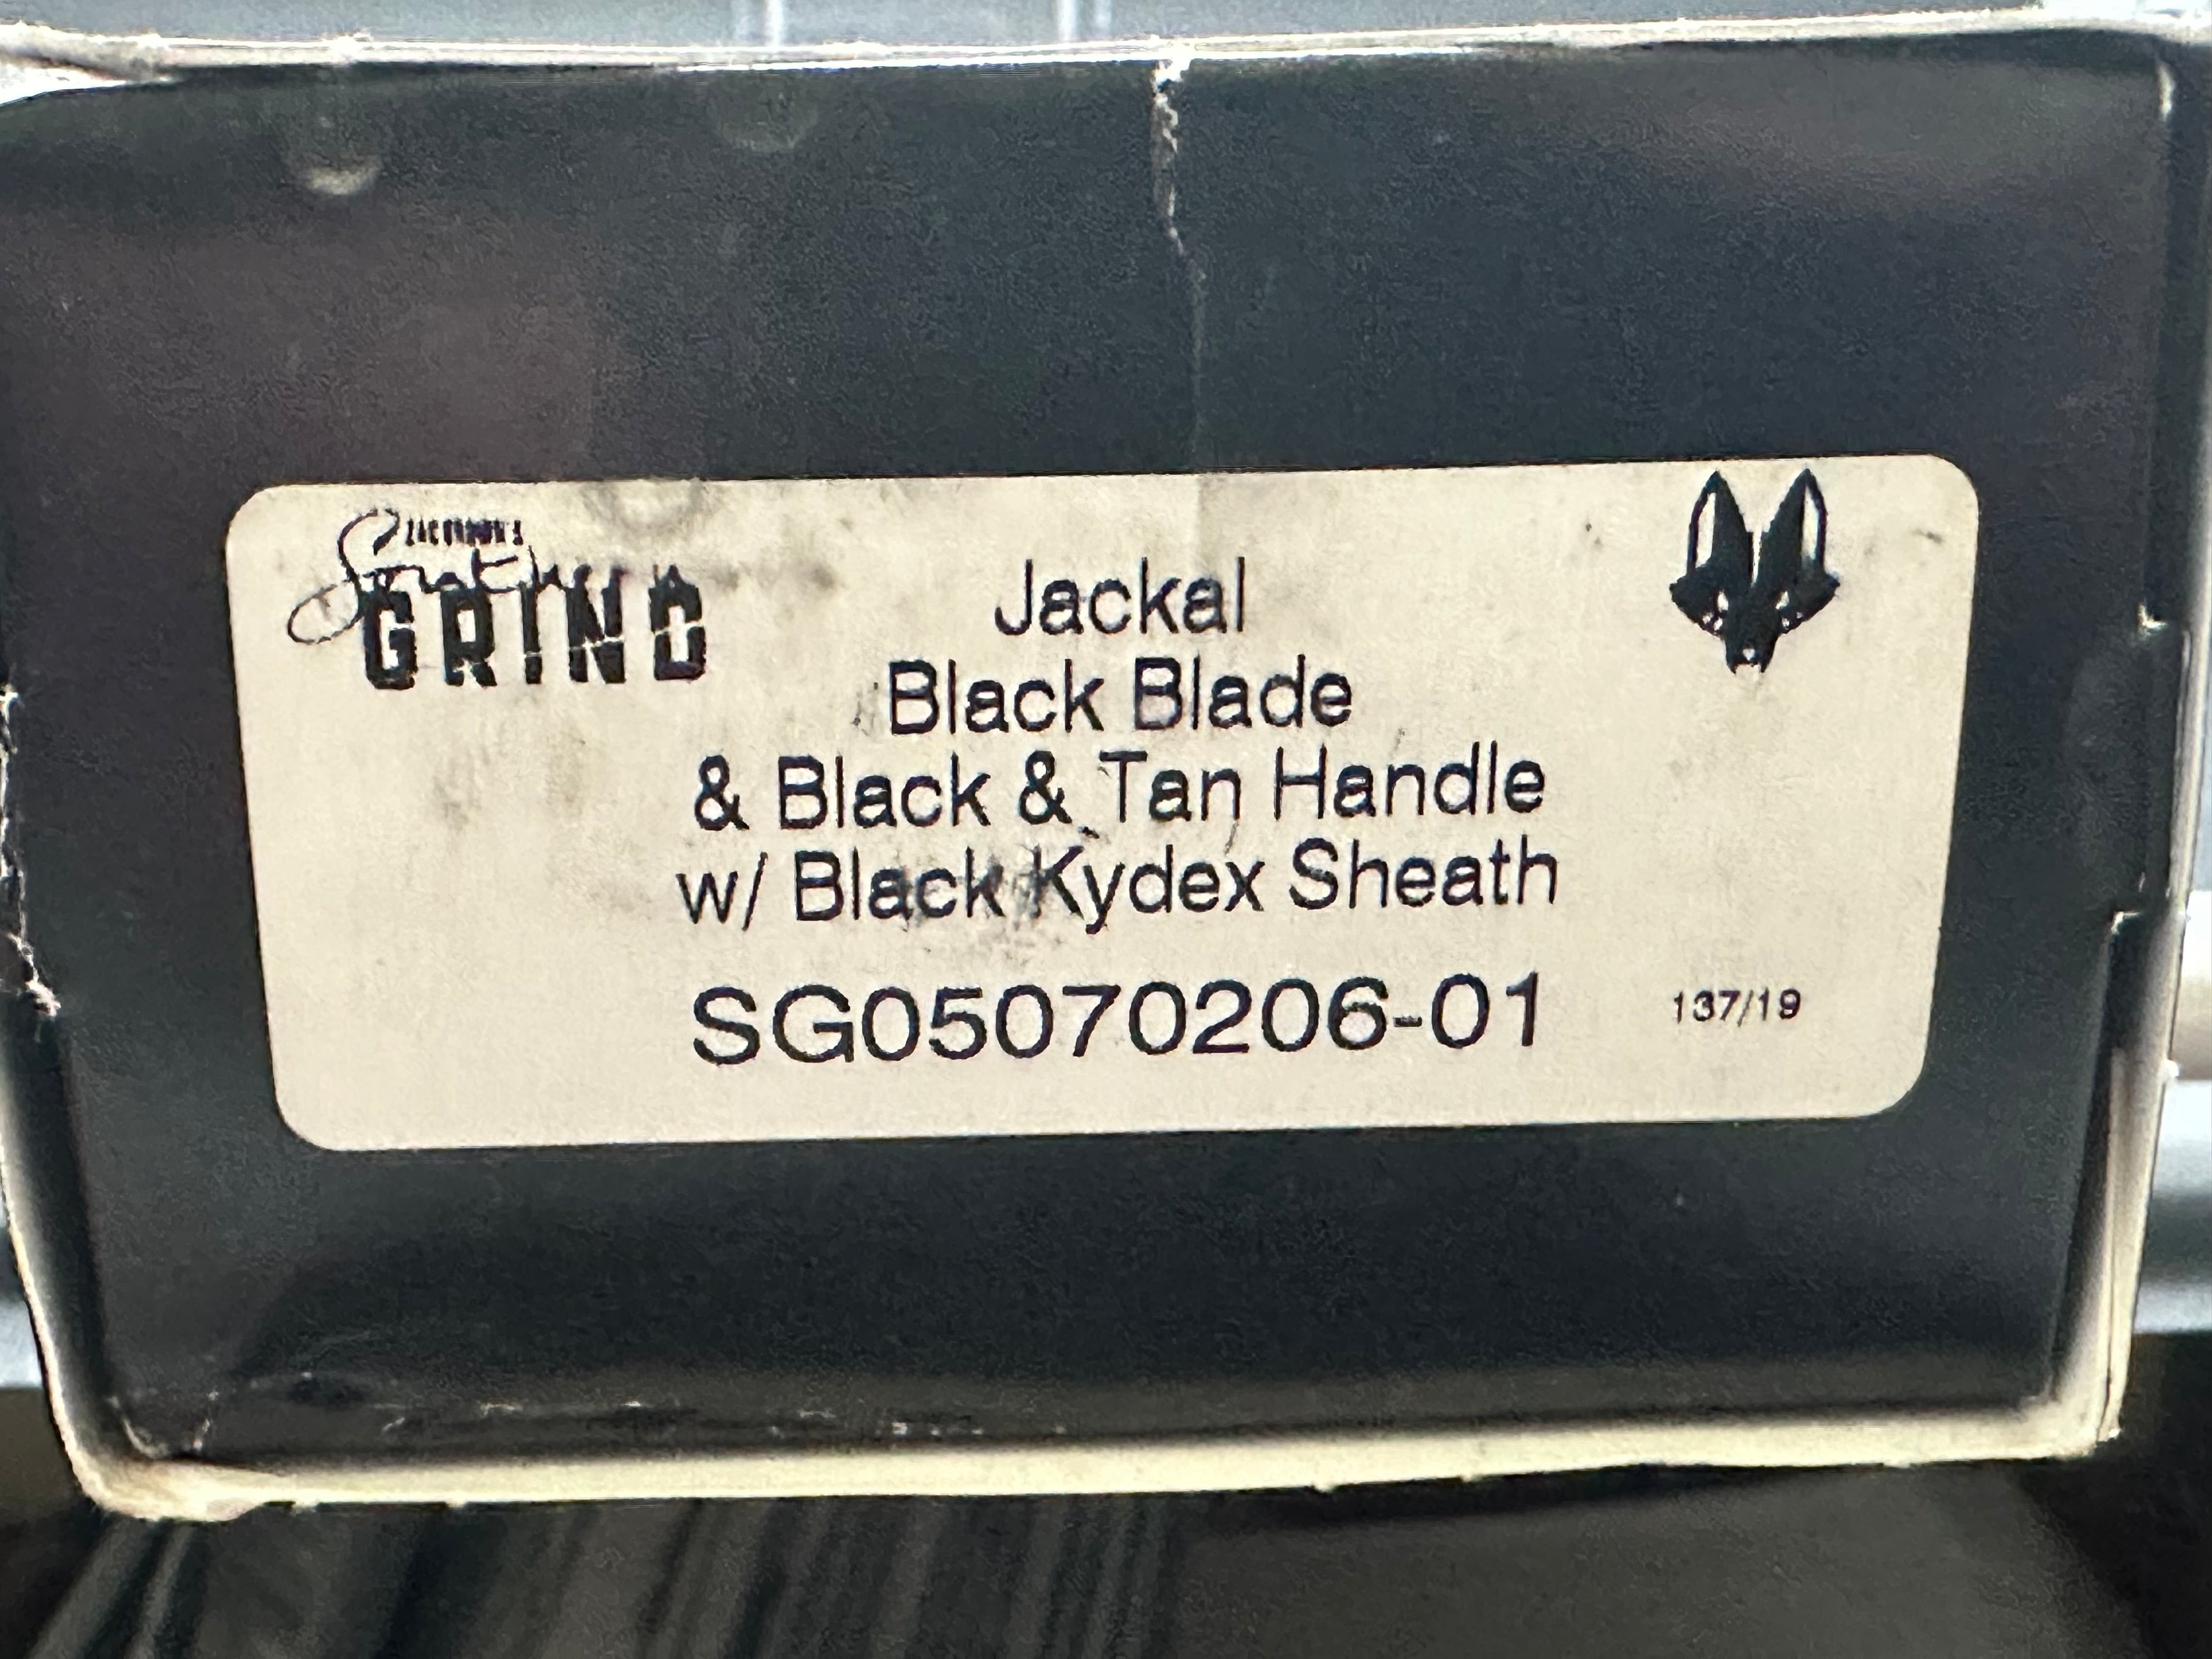 GRIND
Jackal
Black Blade
& Black & Tan Handle
w/ Black Kydex Sheath
SG05070206-01
137/19